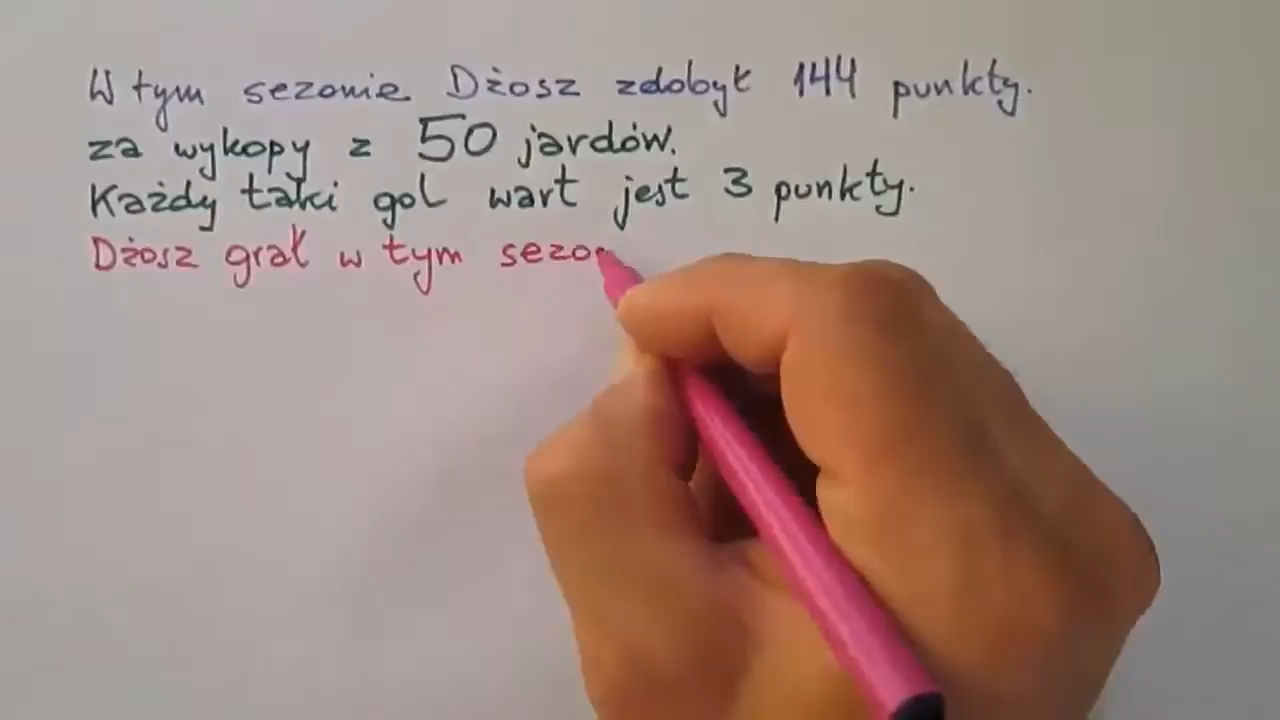 W tym sezonie Dżosz zdobył 144 punkty.
za wykopy z 50 jardów.
Każdy taki gol wart jest 3 punkty.
Dżosz grał w tym sezon